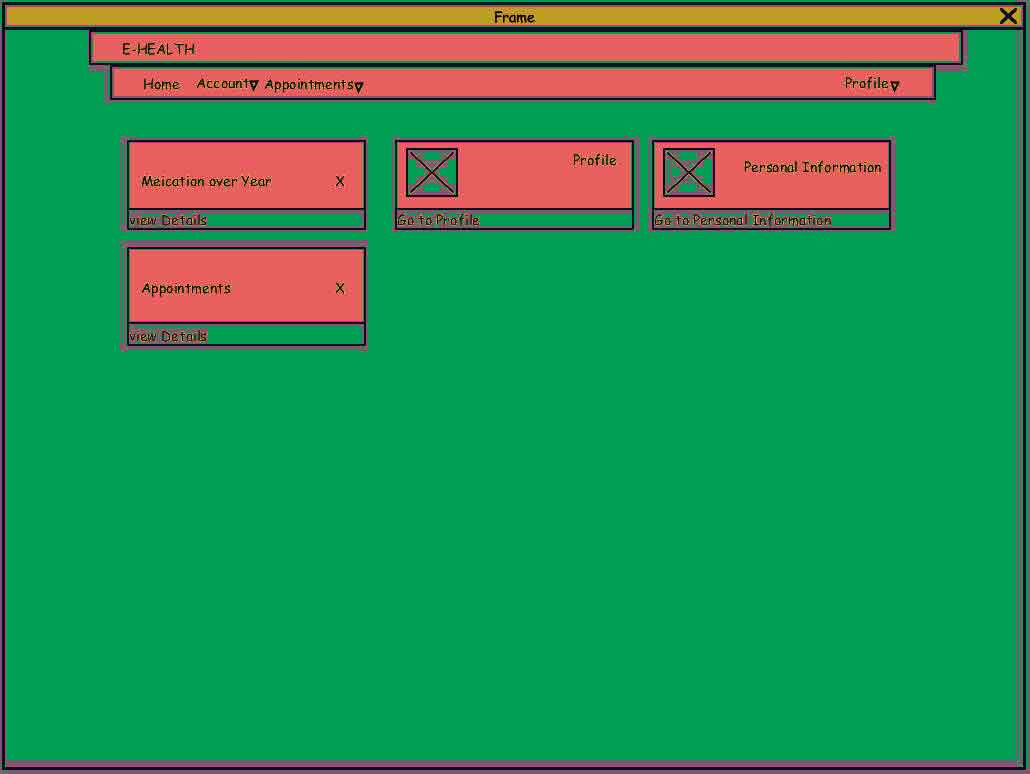 Frame
E-HEALTH
Home Account Appointments Profile
Meication over Year X
view Details
Profile
Go to Profile
Personal Information
Go to Personal Information
Appointments X
view Details